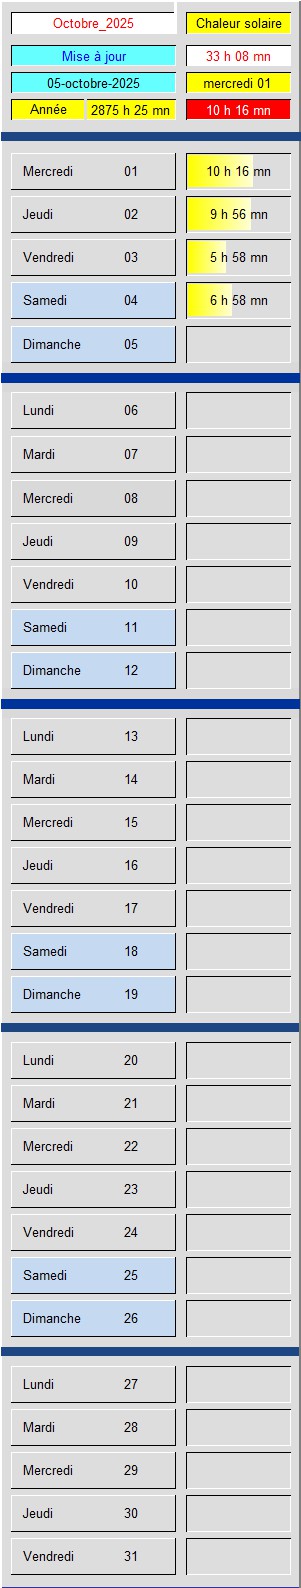 Octobre_2025 Chaleur solaire
Mise à jour 33 h 08 mn
05-octobre-2025 mercredi 01
Année 2875 h 25 mn 10 h 16 mn
Mercredi 01 10 h 16 mn
Jeudi 02 9 h 56 mn
Vendredi 03 5 h 58 mn
Samedi 04 6 h 58 mn
Dimanche 05
Lundi 06
Mardi 07
Mercredi 08
Jeudi 09
Vendredi 10
Samedi 11
Dimanche 12
Lundi 13
Mardi 14
Mercredi 15
Jeudi 16
Vendredi 17
Samedi 18
Dimanche 19
Lundi 20
Mardi 21
Mercredi 22
Jeudi 23
Vendredi 24
Samedi 25
Dimanche 26
Lundi 27
Mardi 28
Mercredi 29
Jeudi 30
Vendredi 31